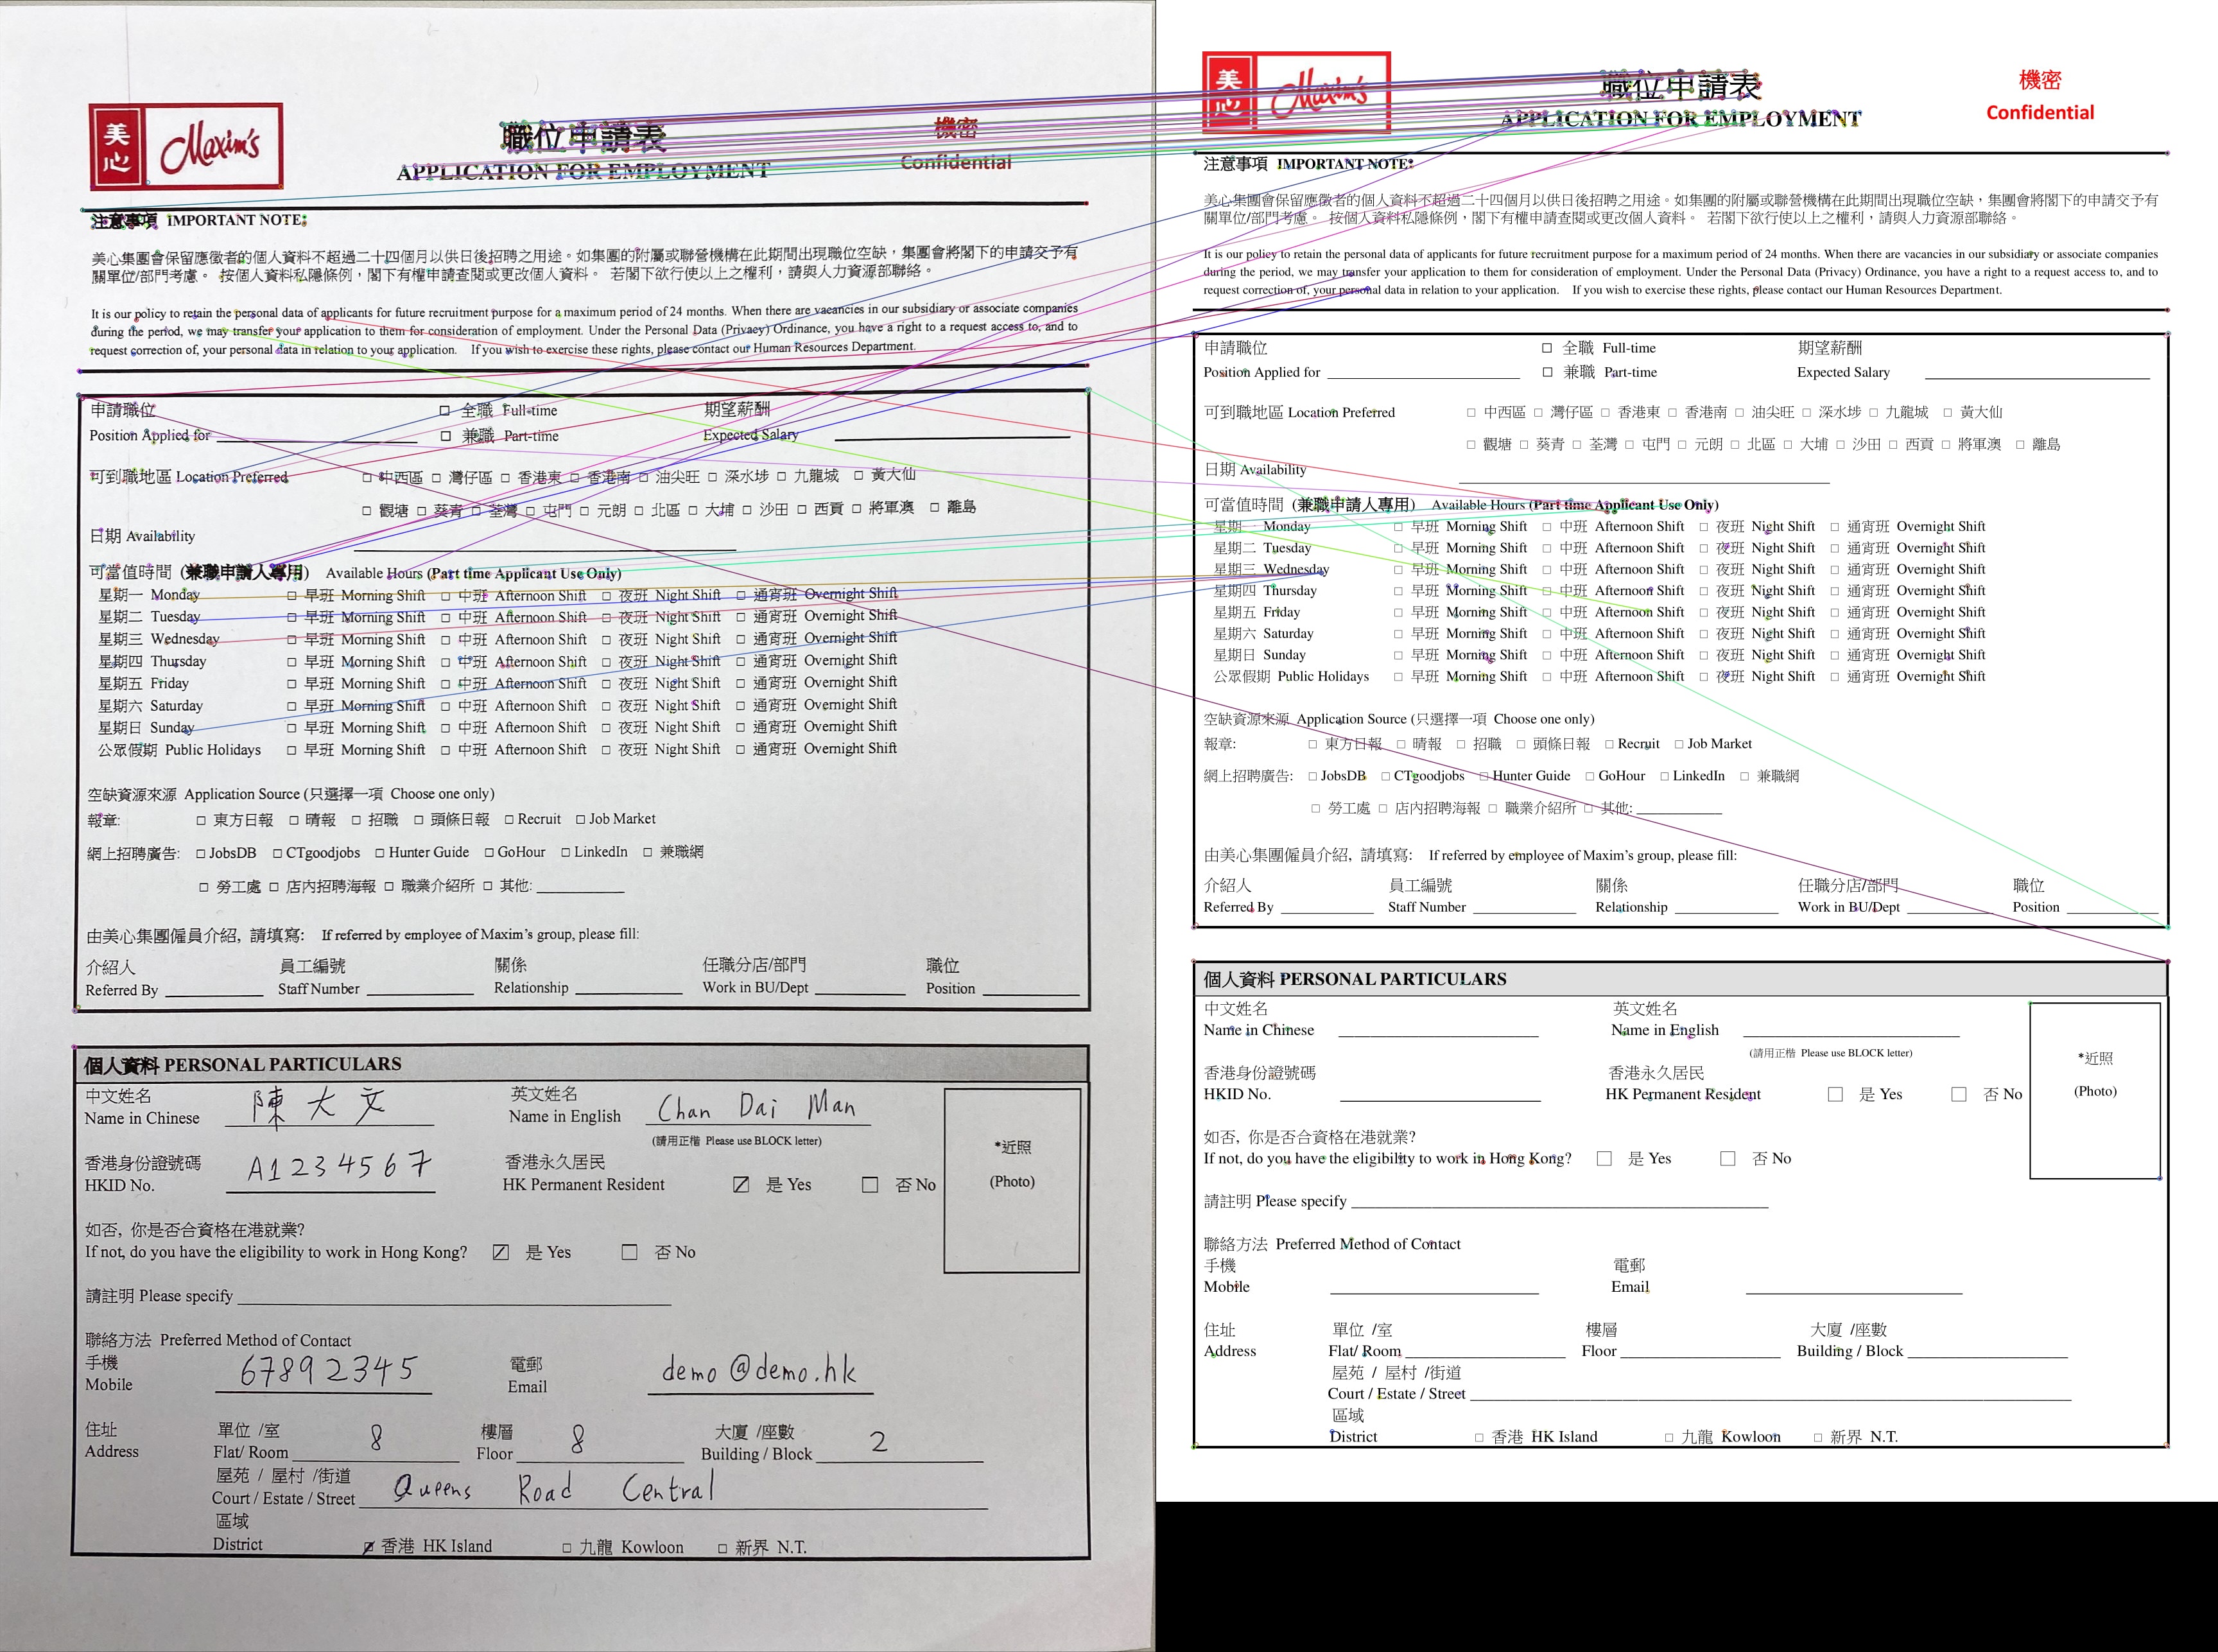 美心 Maxim's
職位申請表
APPLICATION FOR EMPLOYMENT
機密
Confidential
注意事項 IMPORTANT NOTE:
美心集團會保留應徵者的個人資料不超過二十四個月以供日後招聘之用途。如集團的附屬或聯營機構在此期間出現職位空缺，集團會將閣下的申請交予有
關單位/部門考慮。 按個人資料私隱條例，閣下有權申請查閱或更改個人資料。 若閣下欲行使以上之權利，請與人力資源部聯絡。
It is our policy to retain the personal data of applicants for future recruitment purpose for a maximum period of 24 months. When there are vacancies in our subsidiary or associate companies
during the period, we may transfer your application to them for consideration of employment. Under the Personal Data (Privacy) Ordinance, you have a right to a request access to, and to
request correction of, your personal data in relation to your application. If you wish to exercise these rights, please contact our Human Resources Department.
申請職位 □ 全職 Full-time 期望薪酬
Position Applied for □ 兼職 Part-time Expected Salary
可到職地區 Location Preferred □ 中西區 □ 灣仔區 □ 香港東 □ 香港南 □ 油尖旺 □ 深水埗 □ 九龍城 □ 黃大仙
□ 觀塘 □ 葵青 □ 荃灣 □ 屯門 □ 元朗 □ 北區 □ 大埔 □ 沙田 □ 西貢 □ 將軍澳 □ 離島
日期 Availability
可當值時間 (兼職申請人專用) Available Hours (Part time Applicant Use Only)
星期一 Monday □ 早班 Morning Shift □ 中班 Afternoon Shift □ 夜班 Night Shift □ 通宵班 Overnight Shift
星期二 Tuesday □ 早班 Morning Shift □ 中班 Afternoon Shift □ 夜班 Night Shift □ 通宵班 Overnight Shift
星期三 Wednesday □ 早班 Morning Shift □ 中班 Afternoon Shift □ 夜班 Night Shift □ 通宵班 Overnight Shift
星期四 Thursday □ 早班 Morning Shift □ 中班 Afternoon Shift □ 夜班 Night Shift □ 通宵班 Overnight Shift
星期五 Friday □ 早班 Morning Shift □ 中班 Afternoon Shift □ 夜班 Night Shift □ 通宵班 Overnight Shift
星期六 Saturday □ 早班 Morning Shift □ 中班 Afternoon Shift □ 夜班 Night Shift □ 通宵班 Overnight Shift
星期日 Sunday □ 早班 Morning Shift □ 中班 Afternoon Shift □ 夜班 Night Shift □ 通宵班 Overnight Shift
公眾假期 Public Holidays □ 早班 Morning Shift □ 中班 Afternoon Shift □ 夜班 Night Shift □ 通宵班 Overnight Shift
空缺資源來源 Application Source (只選擇一項 Choose one only)
報章: □ 東方日報 □ 晴報 □ 招職 □ 頭條日報 □ Recruit □ Job Market
網上招聘廣告: □ JobsDB □ CTgoodjobs □ Hunter Guide □ GoHour □ LinkedIn □ 兼職網
□ 勞工處 □ 店內招聘海報 □ 職業介紹所 □ 其他:
由美心集團僱員介紹, 請填寫: If referred by employee of Maxim's group, please fill:
介紹人 員工編號 關係 任職分店/部門 職位
Referred By Staff Number Relationship Work in BU/Dept Position
個人資料 PERSONAL PARTICULARS
中文姓名 陳大文 英文姓名
Name in Chinese Name in English Chan Dai Man
(請用正楷 Please use BLOCK letter)
*近照
(Photo)
香港身份證號碼 A1234567 香港永久居民
HKID No. HK Permanent Resident ☑ 是 Yes □ 否 No
如否, 你是否合資格在港就業?
If not, do you have the eligibility to work in Hong Kong? ☑ 是 Yes □ 否 No
請註明 Please specify
聯絡方法 Preferred Method of Contact
手機 67892345 電郵 demo@demo.hk
Mobile Email
住址 單位 /室 樓層 大廈 /座數
Address Flat/ Room 8 Floor 8 Building / Block 2
屋苑 / 屋村 /街道
Court / Estate / Street Queens Road Central
區域
District ☑ 香港 HK Island □ 九龍 Kowloon □ 新界 N.T.
美心 Maxim's
職位申請表
APPLICATION FOR EMPLOYMENT
機密
Confidential
注意事項 IMPORTANT NOTE:
美心集團會保留應徵者的個人資料不超過二十四個月以供日後招聘之用途。如集團的附屬或聯營機構在此期間出現職位空缺，集團會將閣下的申請交予有
關單位/部門考慮。 按個人資料私隱條例，閣下有權申請查閱或更改個人資料。 若閣下欲行使以上之權利，請與人力資源部聯絡。
It is our policy to retain the personal data of applicants for future recruitment purpose for a maximum period of 24 months. When there are vacancies in our subsidiary or associate companies
during the period, we may transfer your application to them for consideration of employment. Under the Personal Data (Privacy) Ordinance, you have a right to a request access to, and to
request correction of, your personal data in relation to your application. If you wish to exercise these rights, please contact our Human Resources Department.
申請職位 □ 全職 Full-time 期望薪酬
Position Applied for □ 兼職 Part-time Expected Salary
可到職地區 Location Preferred □ 中西區 □ 灣仔區 □ 香港東 □ 香港南 □ 油尖旺 □ 深水埗 □ 九龍城 □ 黃大仙
□ 觀塘 □ 葵青 □ 荃灣 □ 屯門 □ 元朗 □ 北區 □ 大埔 □ 沙田 □ 西貢 □ 將軍澳 □ 離島
日期 Availability
可當值時間 (兼職申請人專用) Available Hours (Part time Applicant Use Only)
星期一 Monday □ 早班 Morning Shift □ 中班 Afternoon Shift □ 夜班 Night Shift □ 通宵班 Overnight Shift
星期二 Tuesday □ 早班 Morning Shift □ 中班 Afternoon Shift □ 夜班 Night Shift □ 通宵班 Overnight Shift
星期三 Wednesday □ 早班 Morning Shift □ 中班 Afternoon Shift □ 夜班 Night Shift □ 通宵班 Overnight Shift
星期四 Thursday □ 早班 Morning Shift □ 中班 Afternoon Shift □ 夜班 Night Shift □ 通宵班 Overnight Shift
星期五 Friday □ 早班 Morning Shift □ 中班 Afternoon Shift □ 夜班 Night Shift □ 通宵班 Overnight Shift
星期六 Saturday □ 早班 Morning Shift □ 中班 Afternoon Shift □ 夜班 Night Shift □ 通宵班 Overnight Shift
星期日 Sunday □ 早班 Morning Shift □ 中班 Afternoon Shift □ 夜班 Night Shift □ 通宵班 Overnight Shift
公眾假期 Public Holidays □ 早班 Morning Shift □ 中班 Afternoon Shift □ 夜班 Night Shift □ 通宵班 Overnight Shift
空缺資源來源 Application Source (只選擇一項 Choose one only)
報章: □ 東方日報 □ 晴報 □ 招職 □ 頭條日報 □ Recruit □ Job Market
網上招聘廣告: □ JobsDB □ CTgoodjobs □ Hunter Guide □ GoHour □ LinkedIn □ 兼職網
□ 勞工處 □ 店內招聘海報 □ 職業介紹所 □ 其他:
由美心集團僱員介紹, 請填寫: If referred by employee of Maxim's group, please fill:
介紹人 員工編號 關係 任職分店/部門 職位
Referred By Staff Number Relationship Work in BU/Dept Position
個人資料 PERSONAL PARTICULARS
中文姓名 英文姓名
Name in Chinese Name in English
(請用正楷 Please use BLOCK letter)
*近照
(Photo)
香港身份證號碼 香港永久居民
HKID No. HK Permanent Resident □ 是 Yes □ 否 No
如否, 你是否合資格在港就業?
If not, do you have the eligibility to work in Hong Kong? □ 是 Yes □ 否 No
請註明 Please specify
聯絡方法 Preferred Method of Contact
手機 電郵
Mobile Email
住址 單位 /室 樓層 大廈 /座數
Address Flat/ Room Floor Building / Block
屋苑 / 屋村 /街道
Court / Estate / Street
區域
District □ 香港 HK Island □ 九龍 Kowloon □ 新界 N.T.